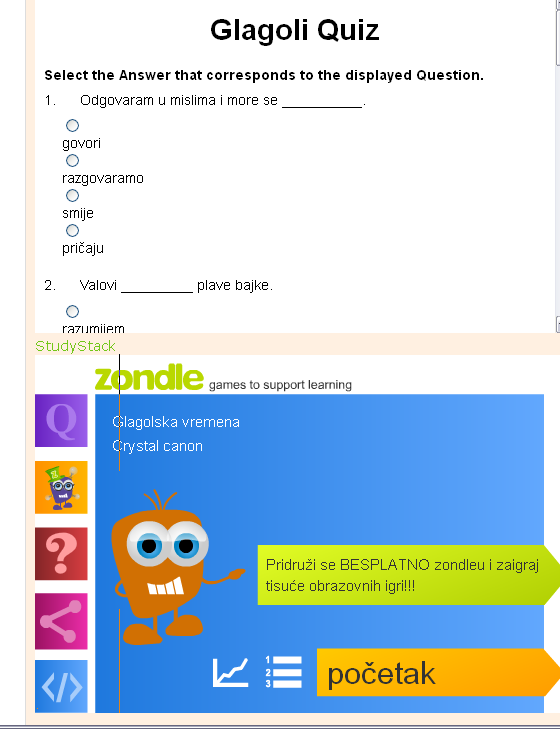 Glagoli Quiz
Select the Answer that corresponds to the displayed Question.
1. Odgovaram u mislima i more se __________.
govori
razgovaramo
smije
pričaju
2. Valovi _________ plave bajke.
razumijem
StudyStack
zondle games to support learning
Q
Glagolska vremena
Crystal canon
?
Pridruži se BESPLATNO zondleu i zaigraj
tisuće obrazovnih igri!!!
</>
1
2
3
početak